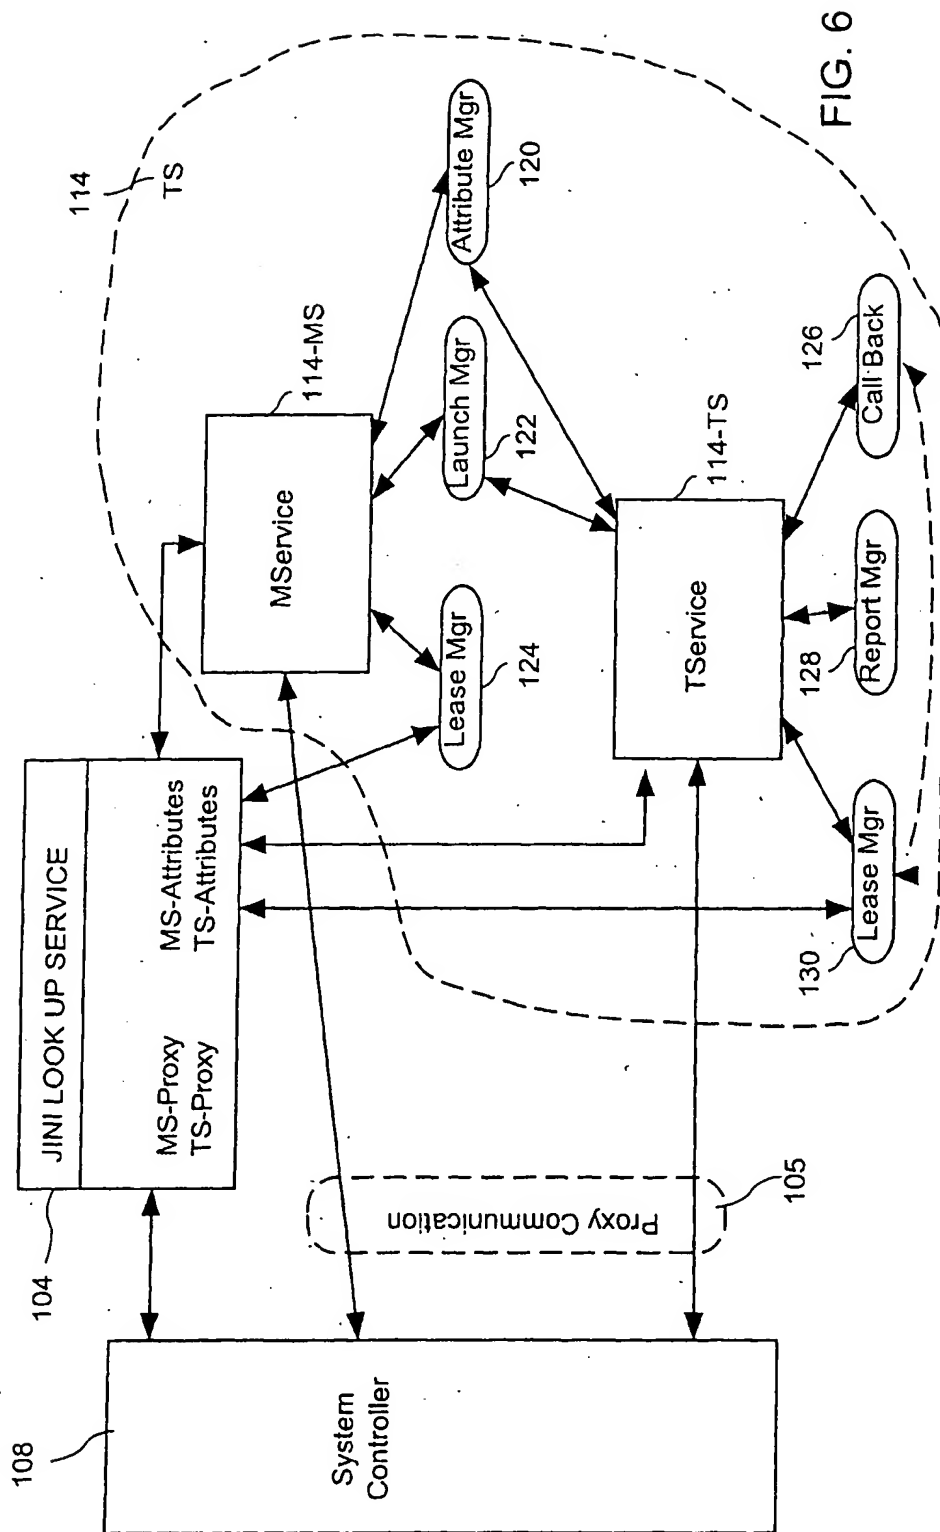 108
System
Controller
104
JINI LOOK UP SERVICE
MS-Proxy
TS-Proxy
MS-Attributes
TS-Attributes
Proxy Communication
105
114
TS
MService
114-MS
Lease Mgr
124
Launch Mgr
122
Attribute Mgr
120
TService
114-TS
Lease Mgr
130
Report Mgr
128
Call Back
126
FIG. 6